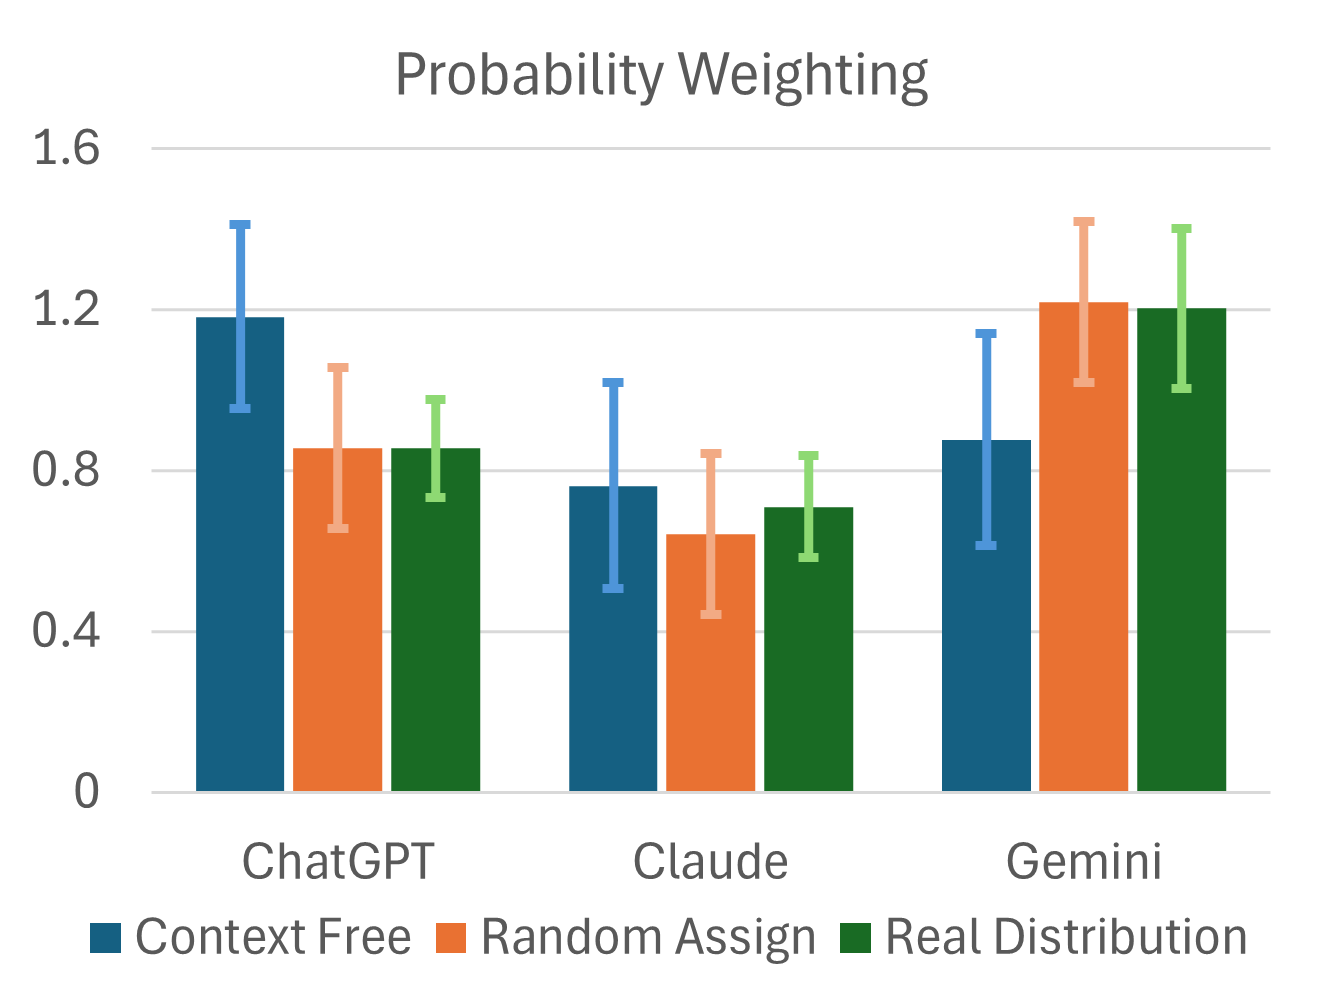 Probability Weighting
1.6
1.2
0.8
0.4
0
ChatGPT Claude Gemini
Context Free Random Assign Real Distribution